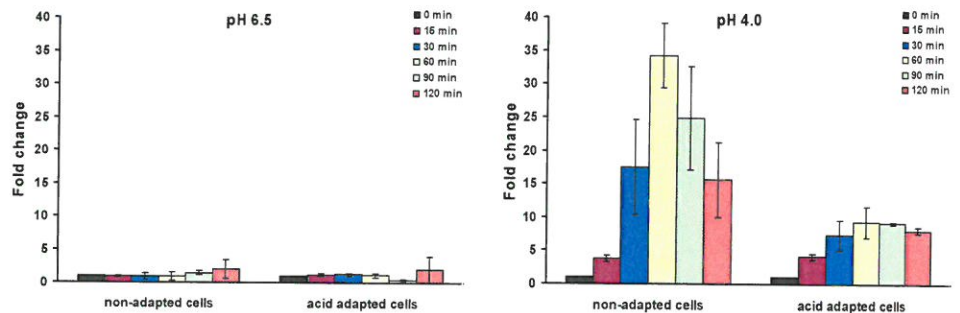 pH 6.5
Fold change
40
35
30
25
20
15
10
5
0
0 min
15 min
30 min
60 min
90 min
120 min
non-adapted cells
acid adapted cells
pH 4.0
Fold change
40
35
30
25
20
15
10
5
0
0 min
15 min
30 min
60 min
90 min
120 min
non-adapted cells
acid adapted cells